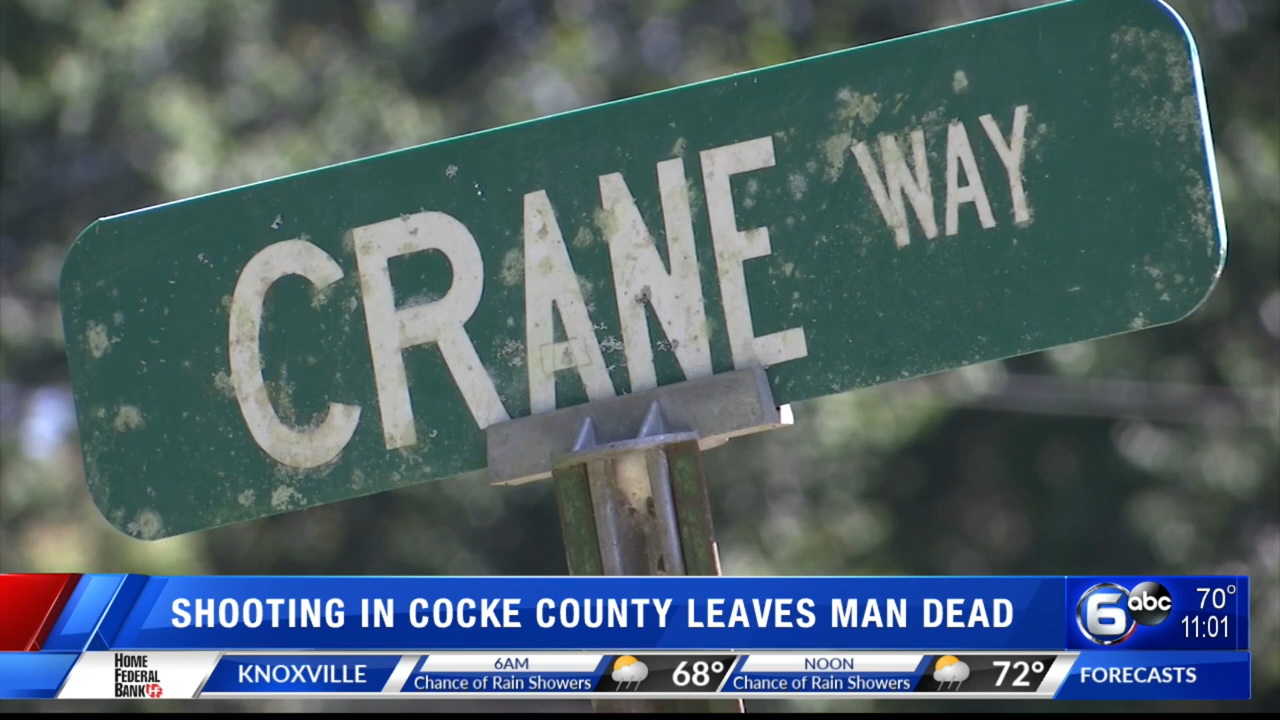 CRANE WAY
SHOOTING IN COCKE COUNTY LEAVES MAN DEAD
6 abc
70°
11:01
HOME
FEDERAL
BANK
KNOXVILLE
6AM
Chance of Rain Showers
68°
NOON
Chance of Rain Showers
72°
FORECASTS